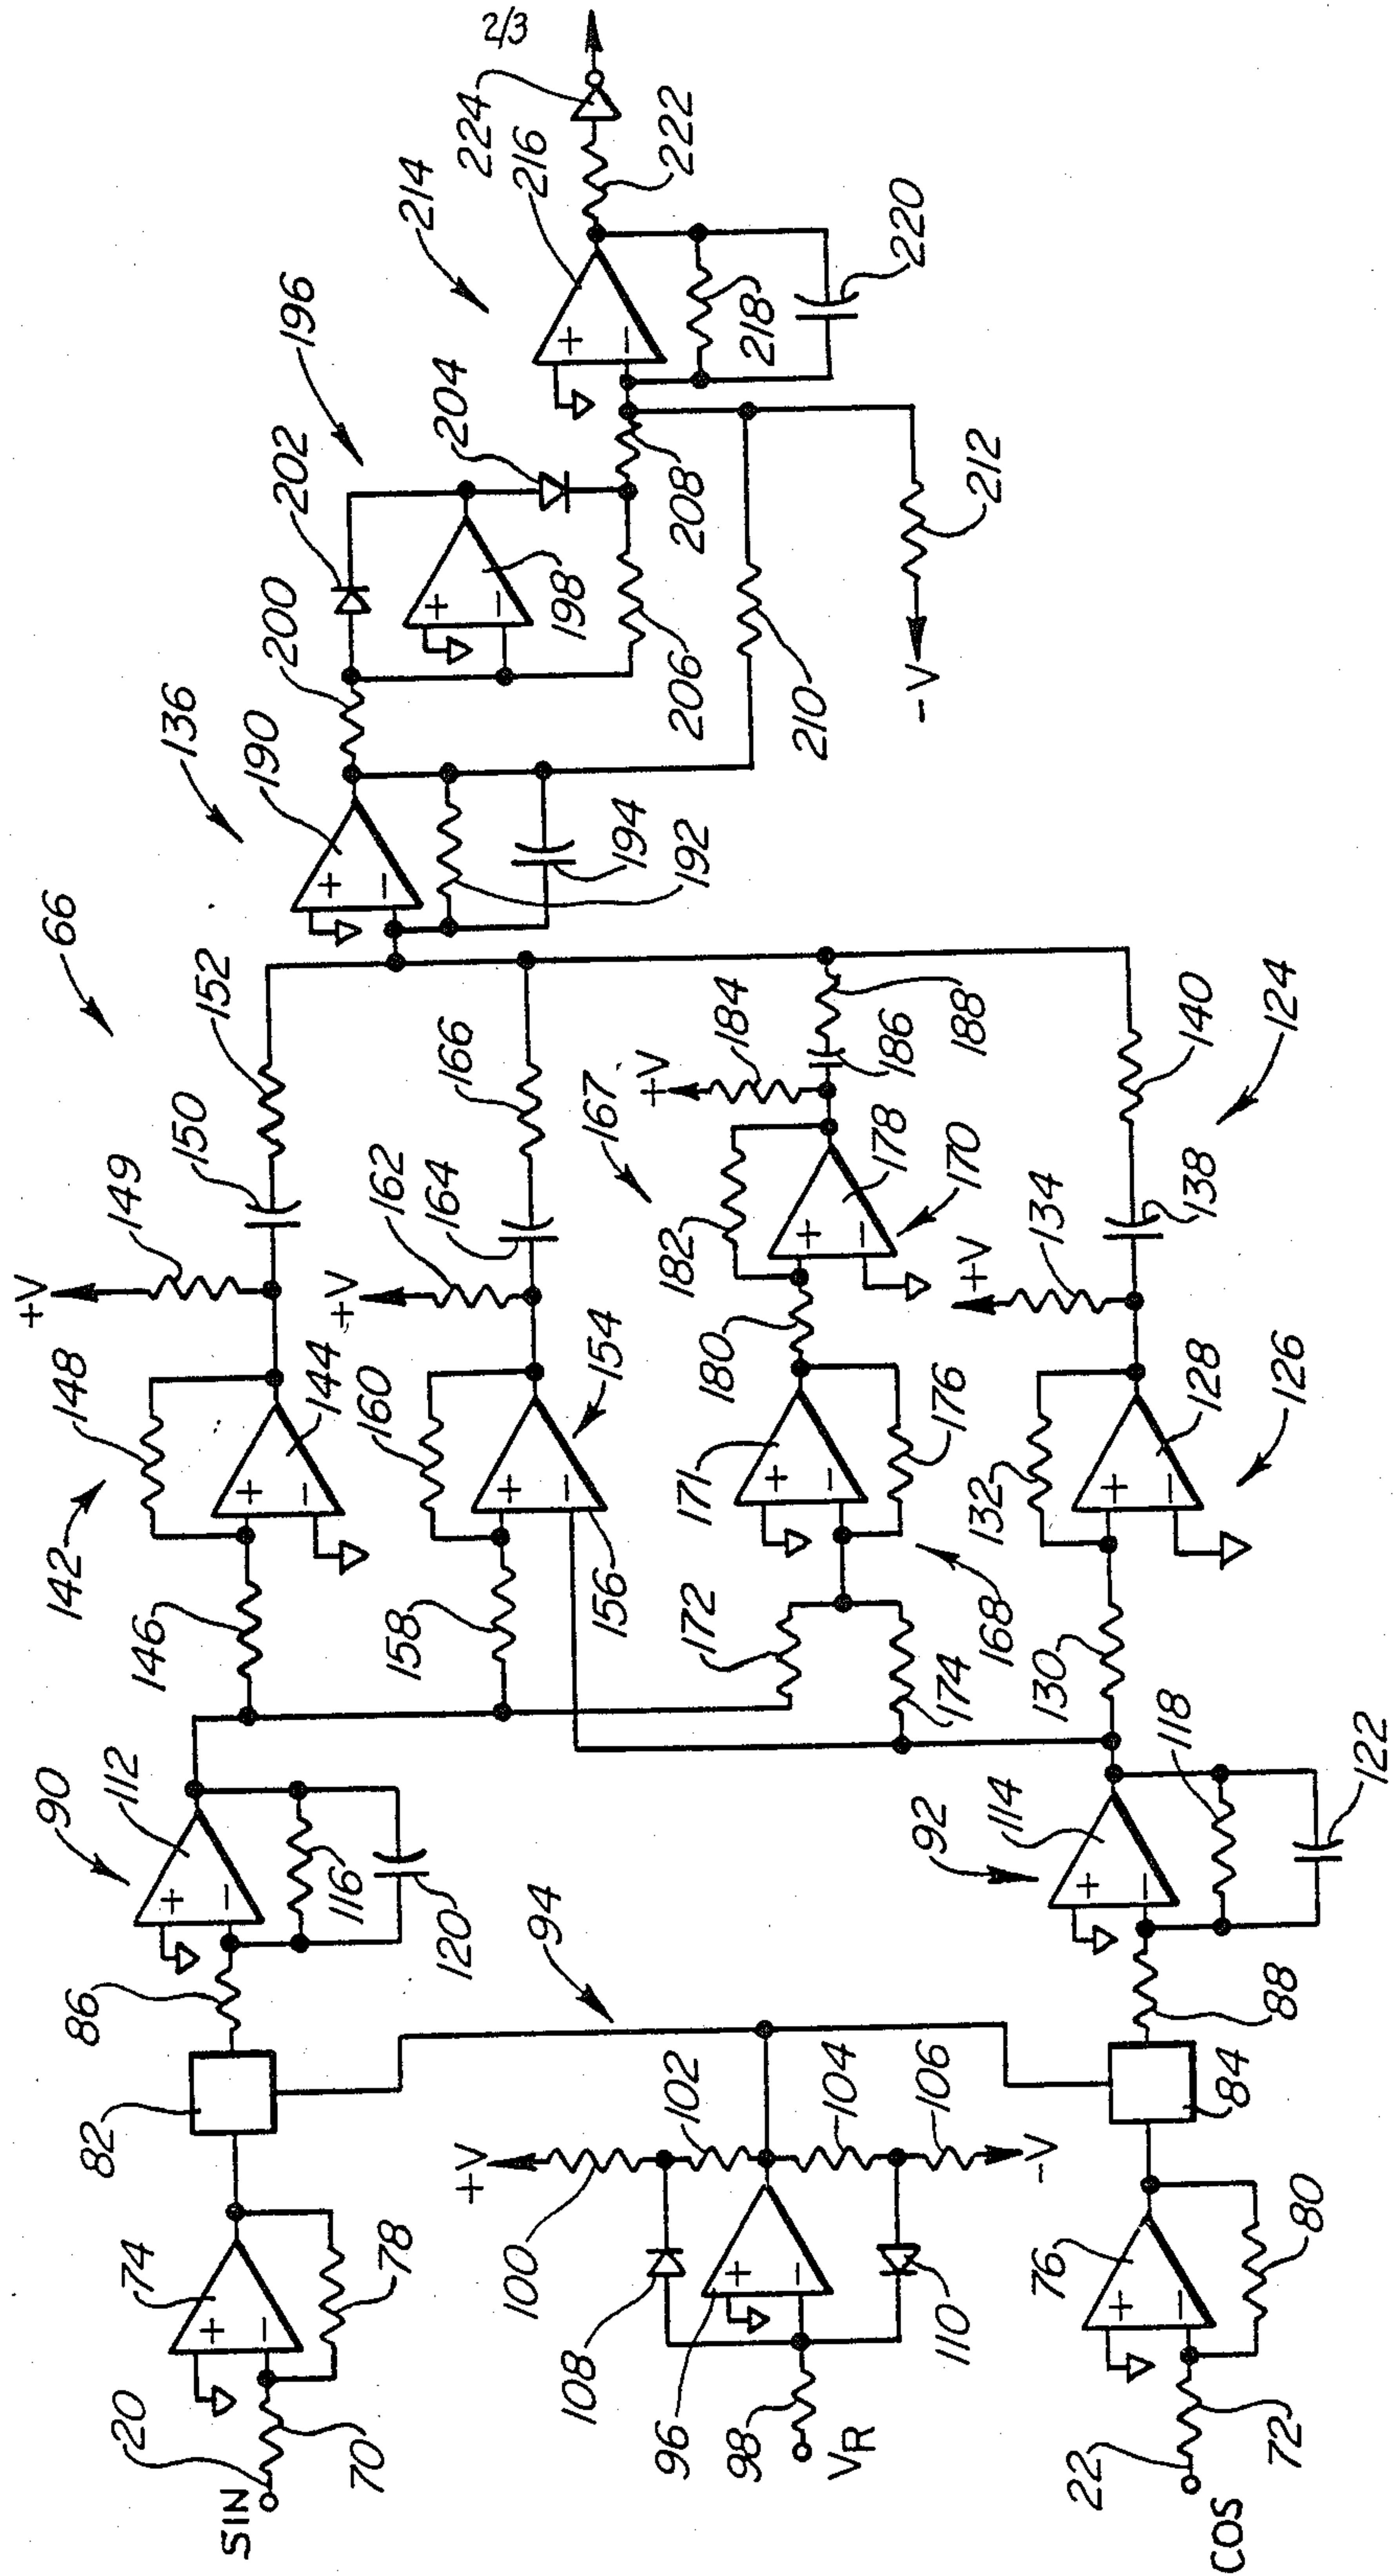 66
+V
142 148 149 150 152
136
90 112 146 144 +V
190 200 202 196
SIN 20 70 74 78 82 86 116 120
158 160 162 164 166
194 192
214
204 216 224 2/3
156 154
198
94
167 +V
182 184
206 208 218 222
220
+V
100 102
108
172 171 180
210
186 188
178 170
212
-V
98 96
VR
104
106
110
-V
174 168 176
92 114 130 132 +V 134
118
122
128 126
138 140 124
COS 22 72 76 80 84 88